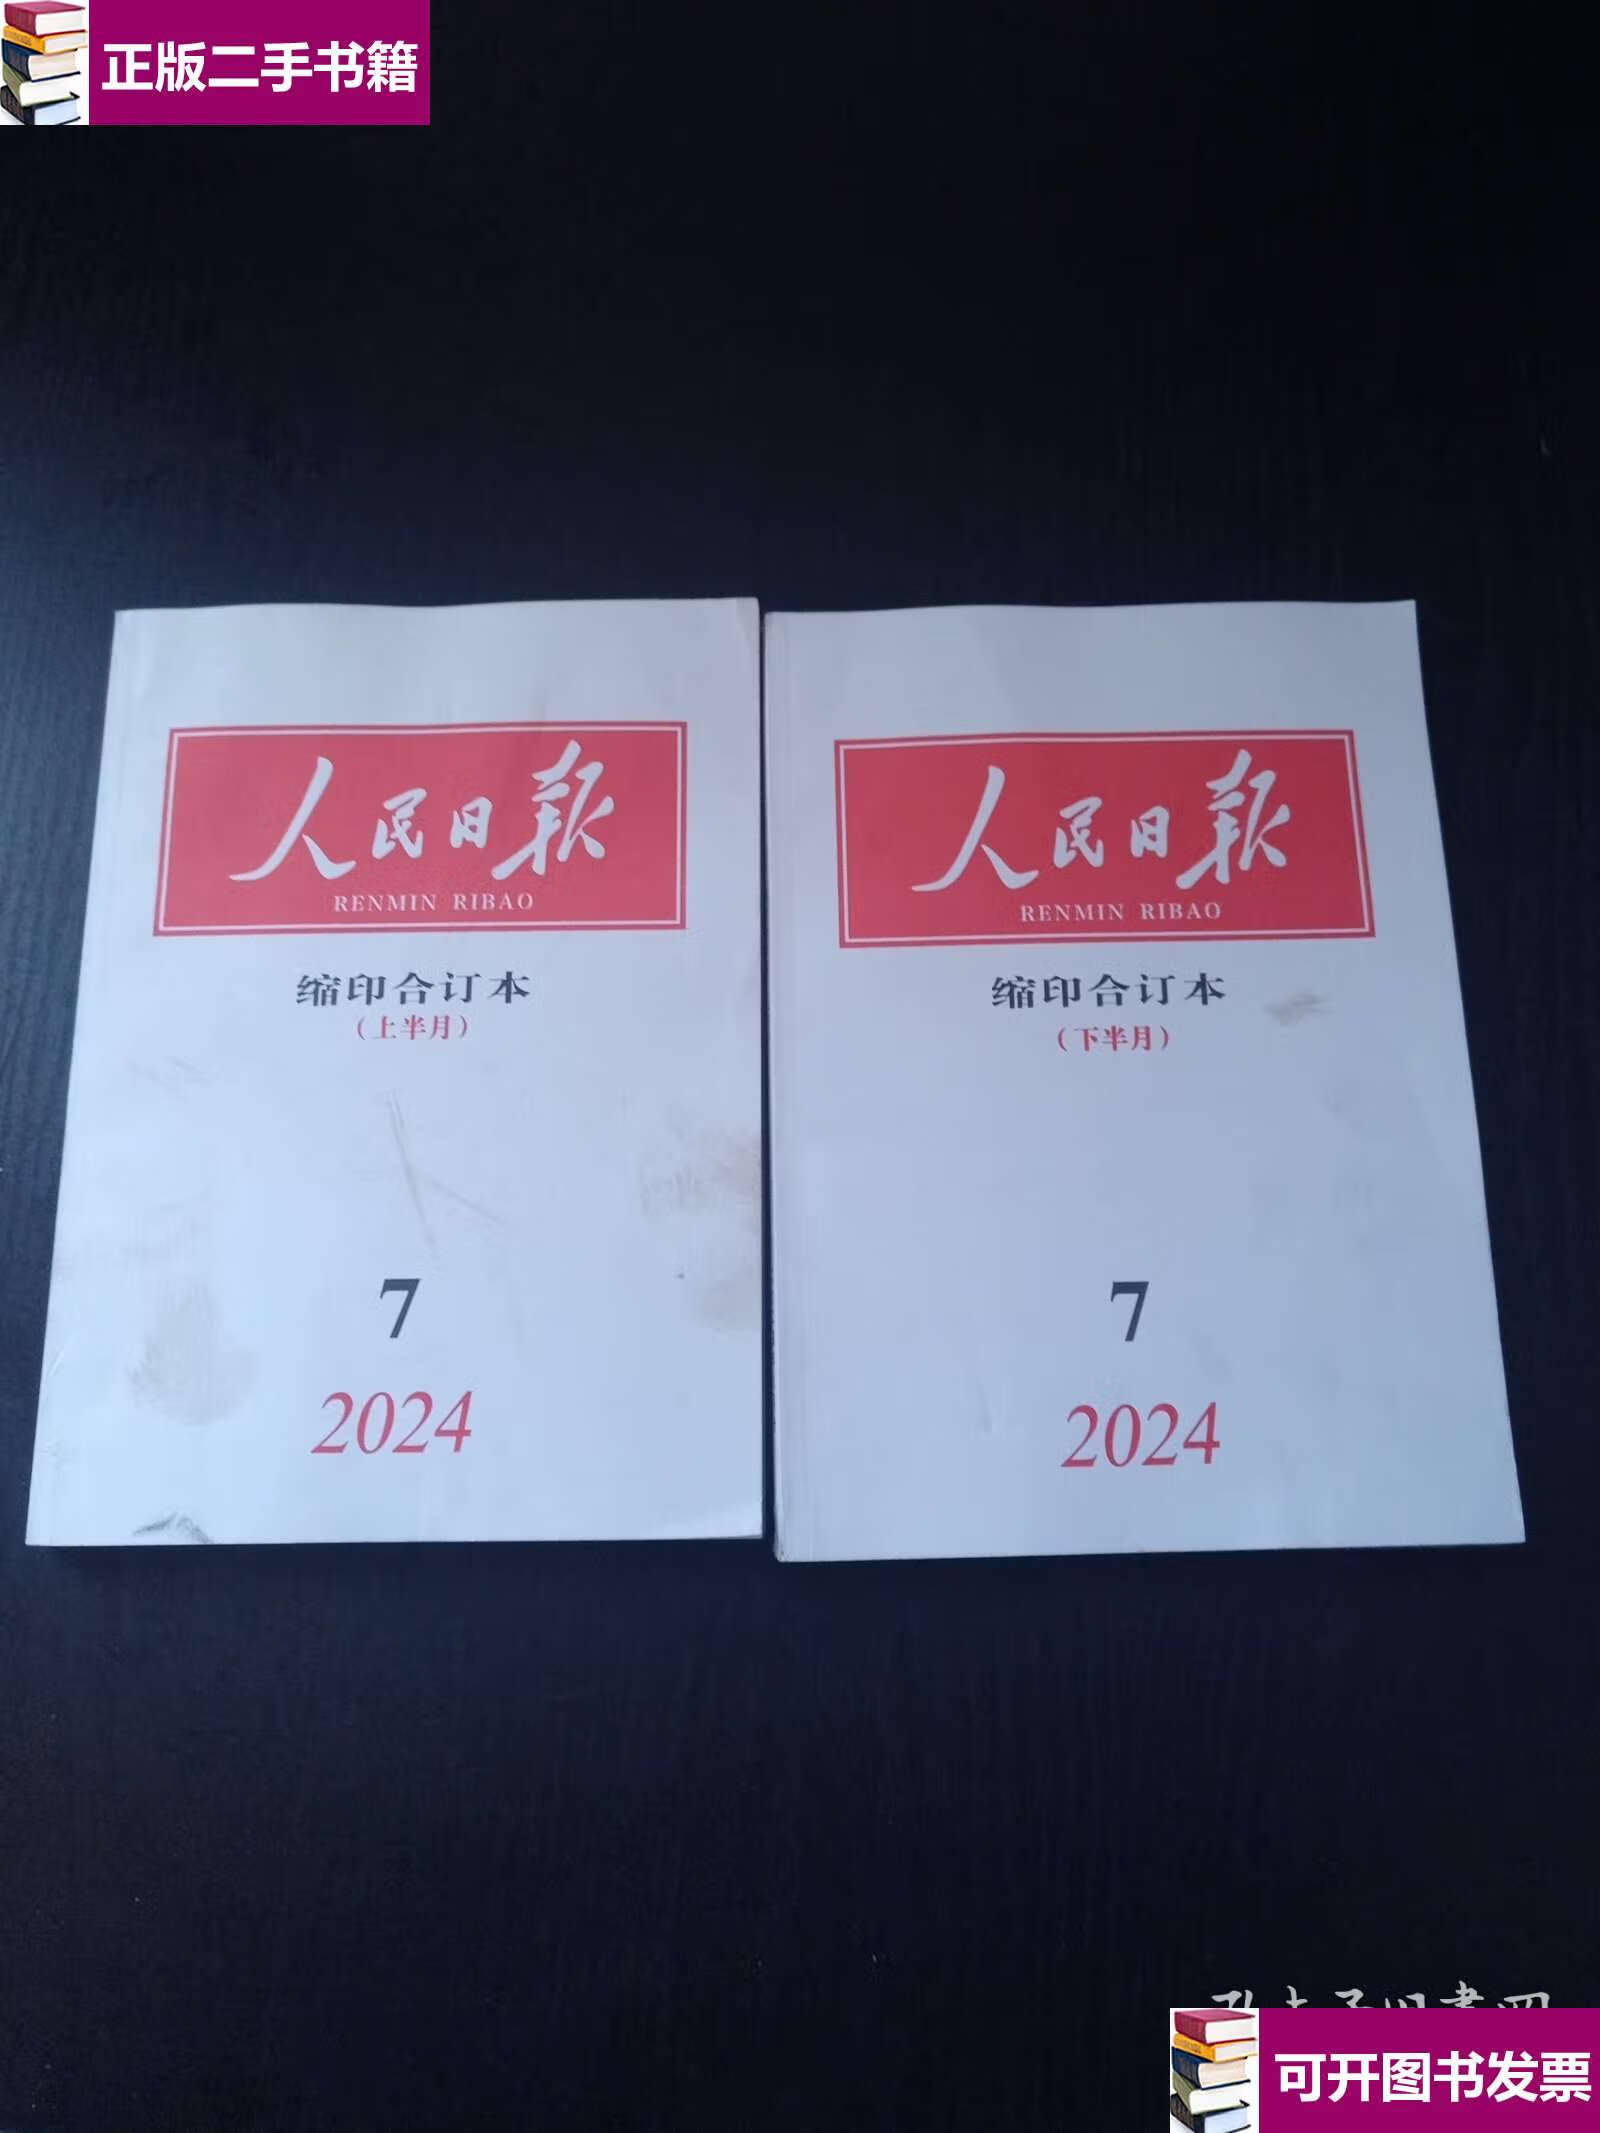 正版二手书籍
人民日报
RENMIN RIBAO
缩印合订本
（上半月）
7
2024
人民日报
RENMIN RIBAO
缩印合订本
（下半月）
7
2024
可开图书发票